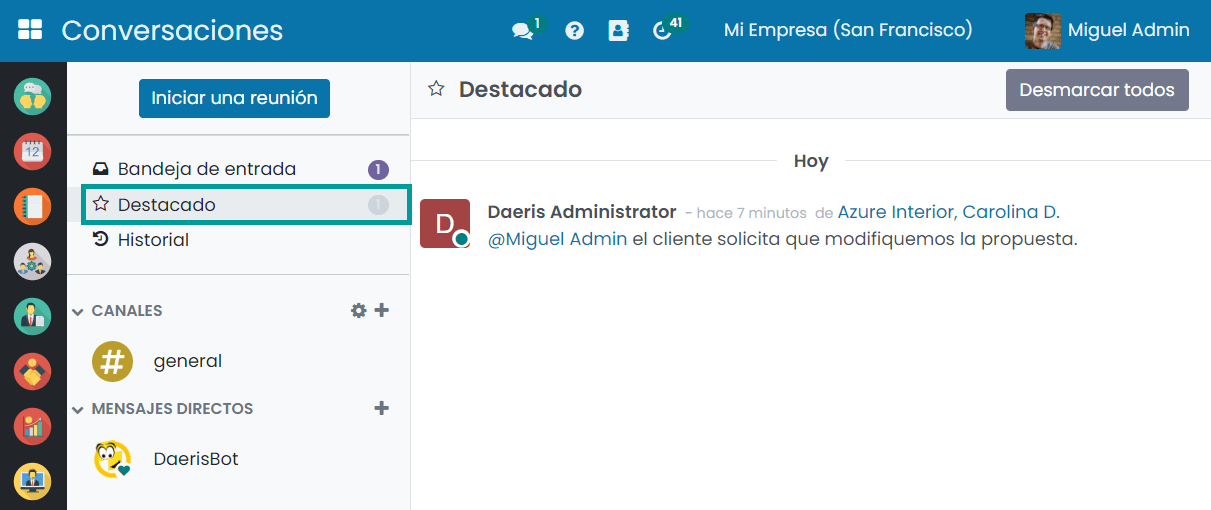 Conversaciones
1
41
Mi Empresa (San Francisco)
Miguel Admin
Iniciar una reunión
Bandeja de entrada 1
Destacado 1
Historial
CANALES
general
MENSAJES DIRECTOS
DaerisBot
12
Destacado
Desmarcar todos
Hoy
D
Daeris Administrator - hace 7 minutos de Azure Interior, Carolina D.
@Miguel Admin el cliente solicita que modifiquemos la propuesta.